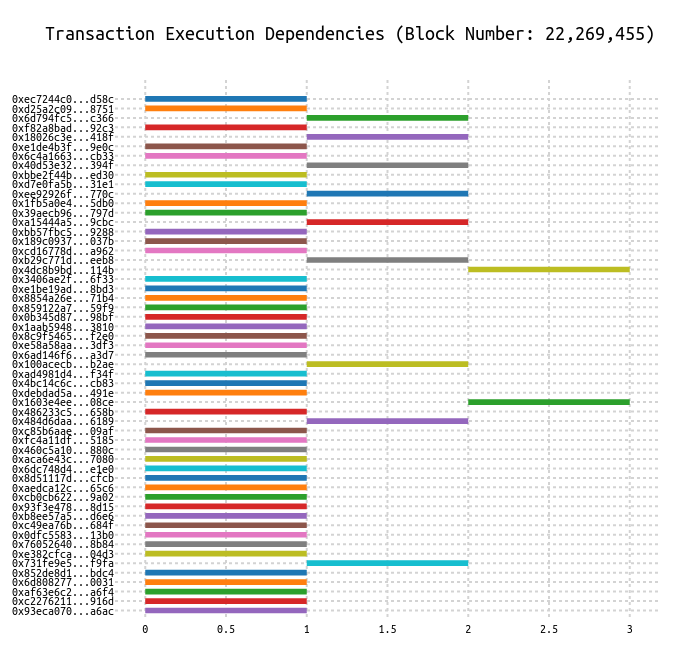 Transaction Execution Dependencies (Block Number: 22,269,455)
0xec7244c0...d58c
0xd25a2c09...8751
0x6d794fc5...c366
0xf82a8bad...92c3
0x18026c3e...418f
0xe1de4b3f...9e0c
0x6c4a1663...cb33
0x40d53e32...394f
0xbbe2f44b...ed30
0xd7e0fa5b...31e1
0xee92926f...770c
0x1fb5a0e4...5db0
0x39aecb96...797d
0xa15444a5...9cbc
0xbb57fbc5...9288
0x189c0937...037b
0xcd16778d...a962
0xb29c771d...eeb8
0x4dc8b9bd...114b
0x3406ae2f...6f33
0xe1be19ad...8bd3
0x8854a26e...71b4
0x859122a7...59f9
0x0b345d87...98bf
0x1aab5948...3810
0x8c9f5465...f2e0
0xe58a58aa...3df3
0x6ad146f6...a3d7
0x100acecb...b2ae
0xad4981d4...f34f
0x4bc14c6c...cb83
0xdebdad5a...491e
0x1603e4ee...08ce
0x486233c5...658b
0x484d6daa...6189
0xc85b6aae...09af
0xfc4a11df...5185
0x460c5a10...880c
0xaca6e43c...7080
0x6dc748d4...e1e0
0x8d51117d...cfcb
0xaedca12c...65c6
0xcb0cb622...9a02
0x93f3e478...8d15
0xb8ee57a5...d6e6
0xc49ea76b...684f
0x0dfc5583...13b0
0x76052640...8b84
0xe382cfca...04d3
0x731fe9e5...f9fa
0x852de8d1...bdc4
0x6d808277...0031
0xaf63e6c2...a6f4
0xc2276211...916d
0x93eca070...a6ac
0 0.5 1 1.5 2 2.5 3